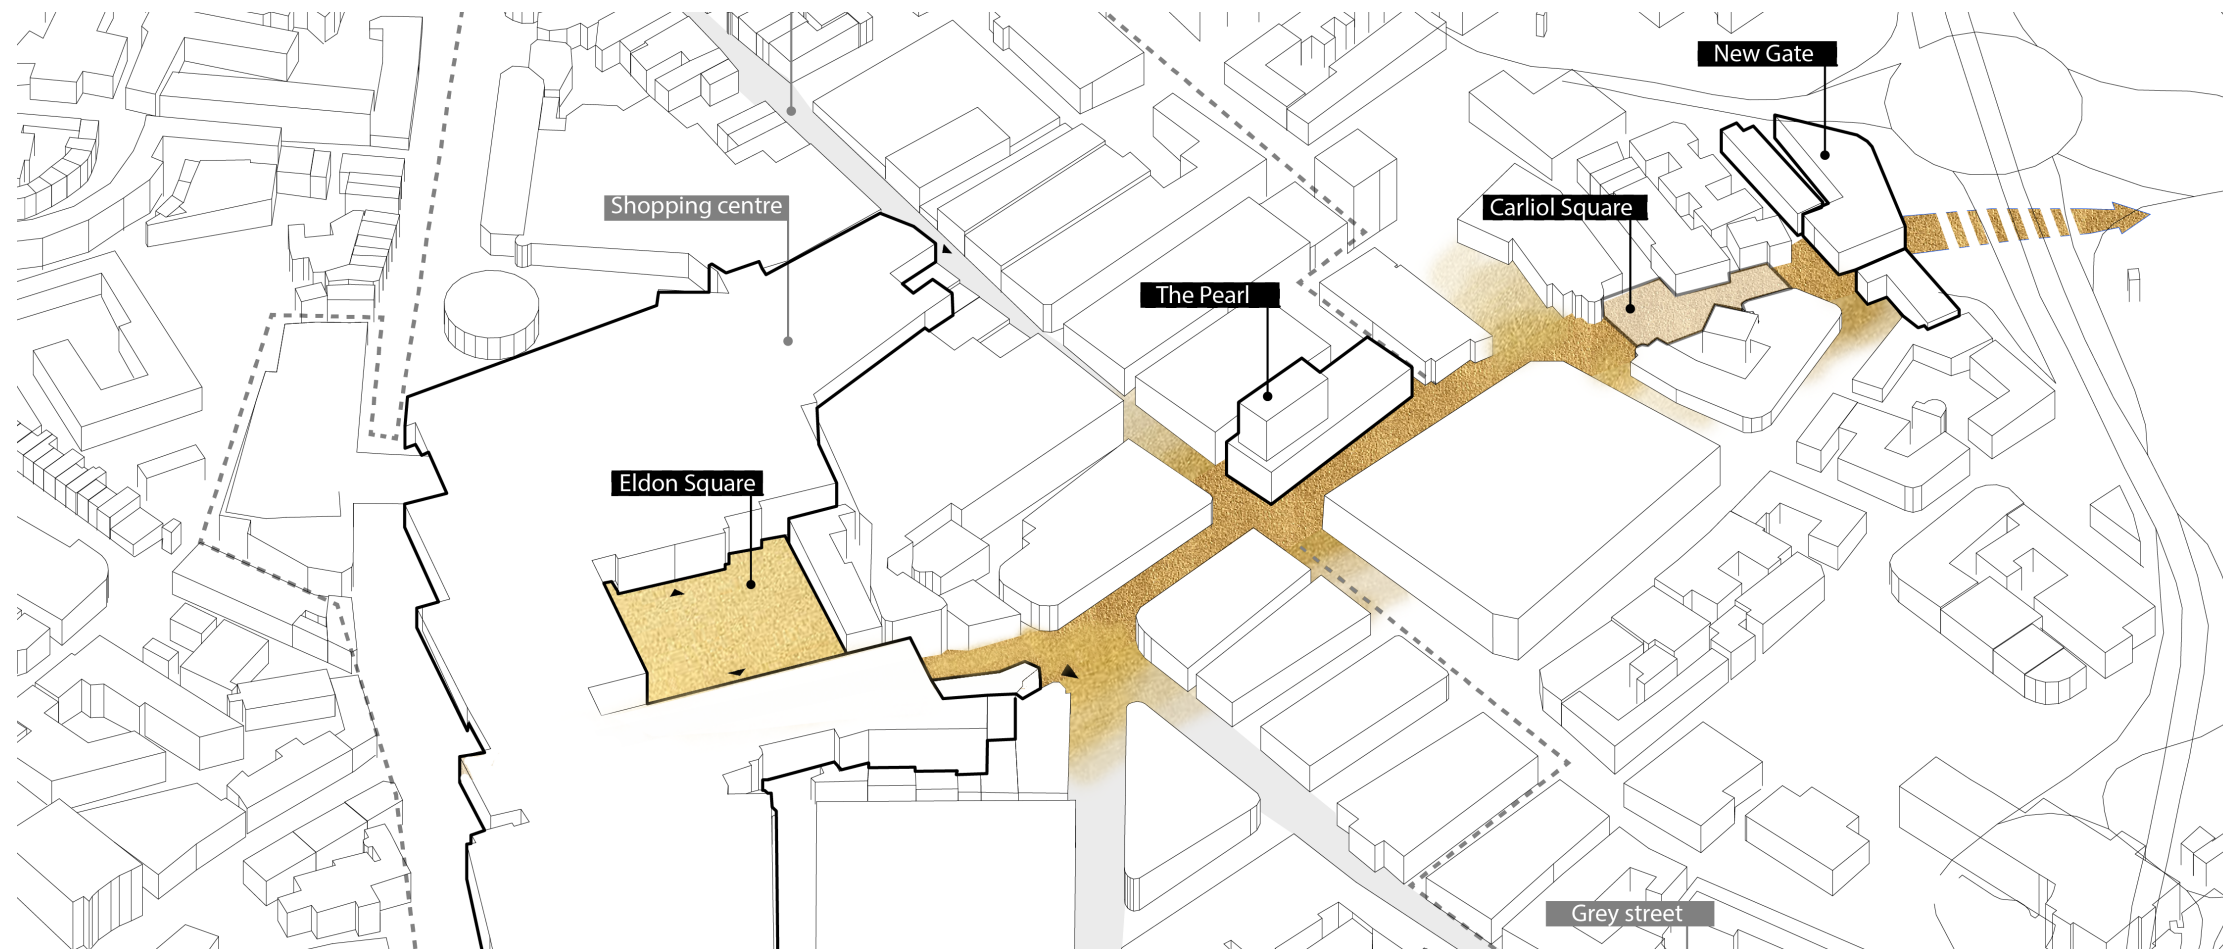 New Gate
Shopping centre
Carliol Square
The Pearl
Eldon Square
Grey street